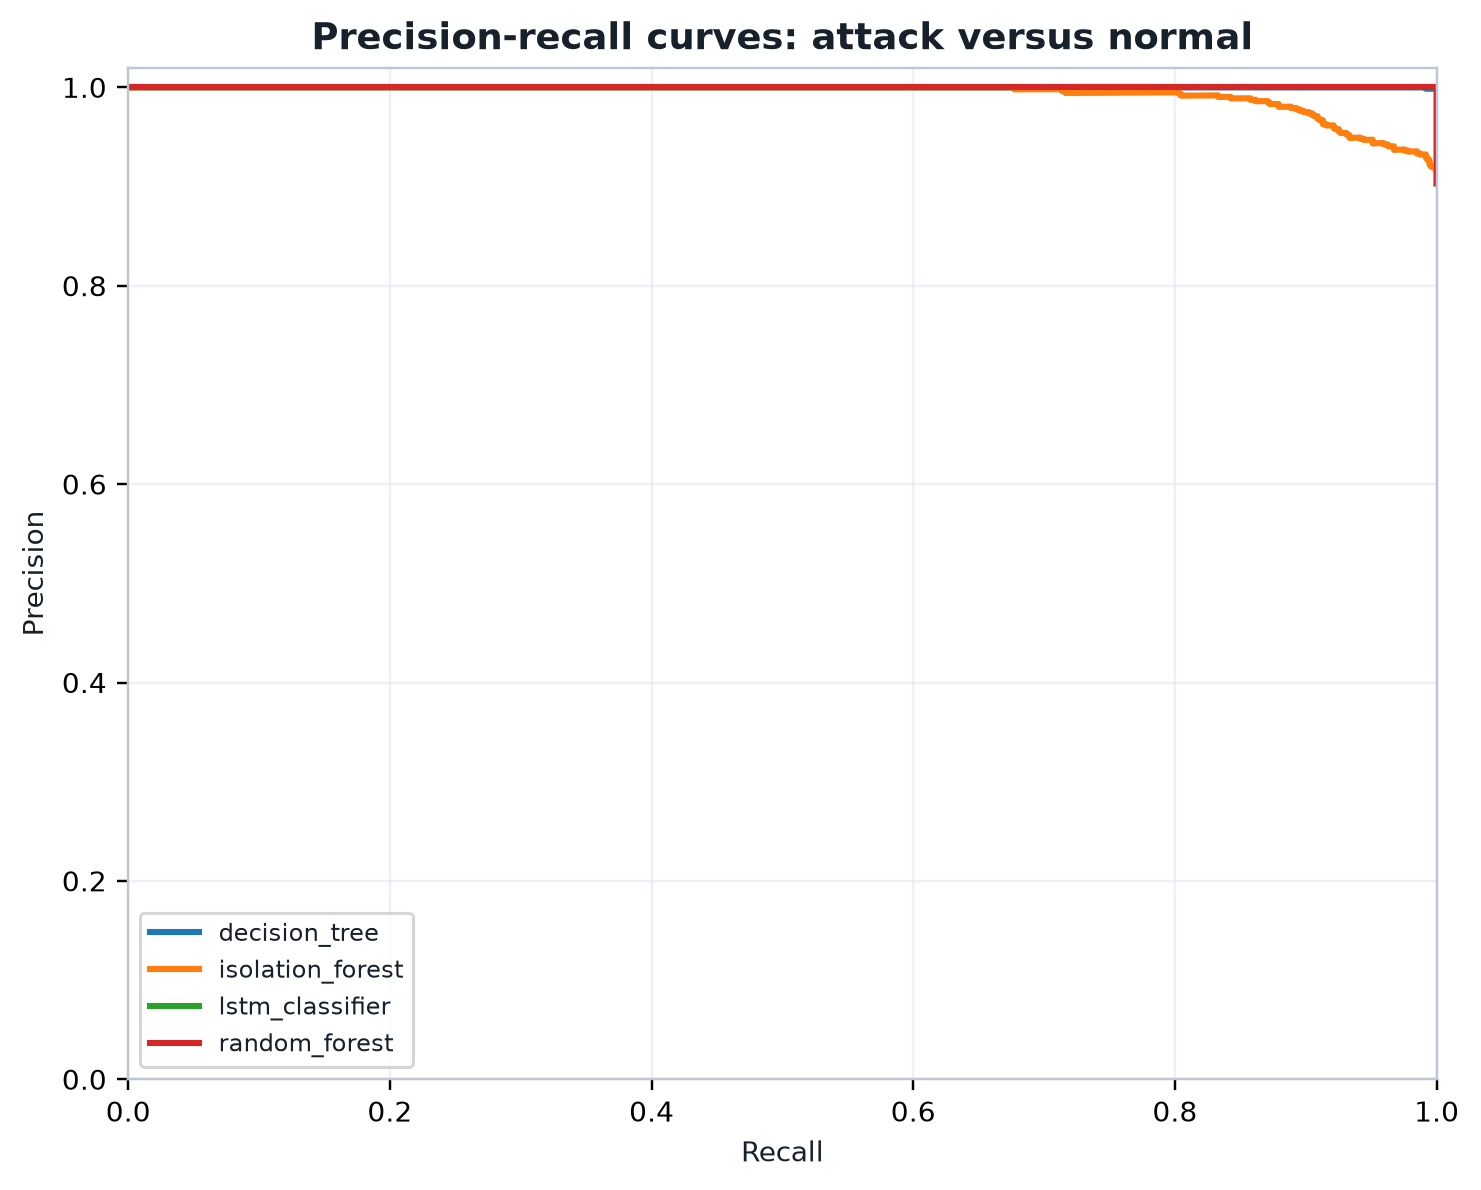 Precision-recall curves: attack versus normal
1.0
0.8
0.6
0.4
0.2
0.0
Precision
decision_tree
isolation_forest
lstm_classifier
random_forest
0.0 0.2 0.4 0.6 0.8 1.0
Recall